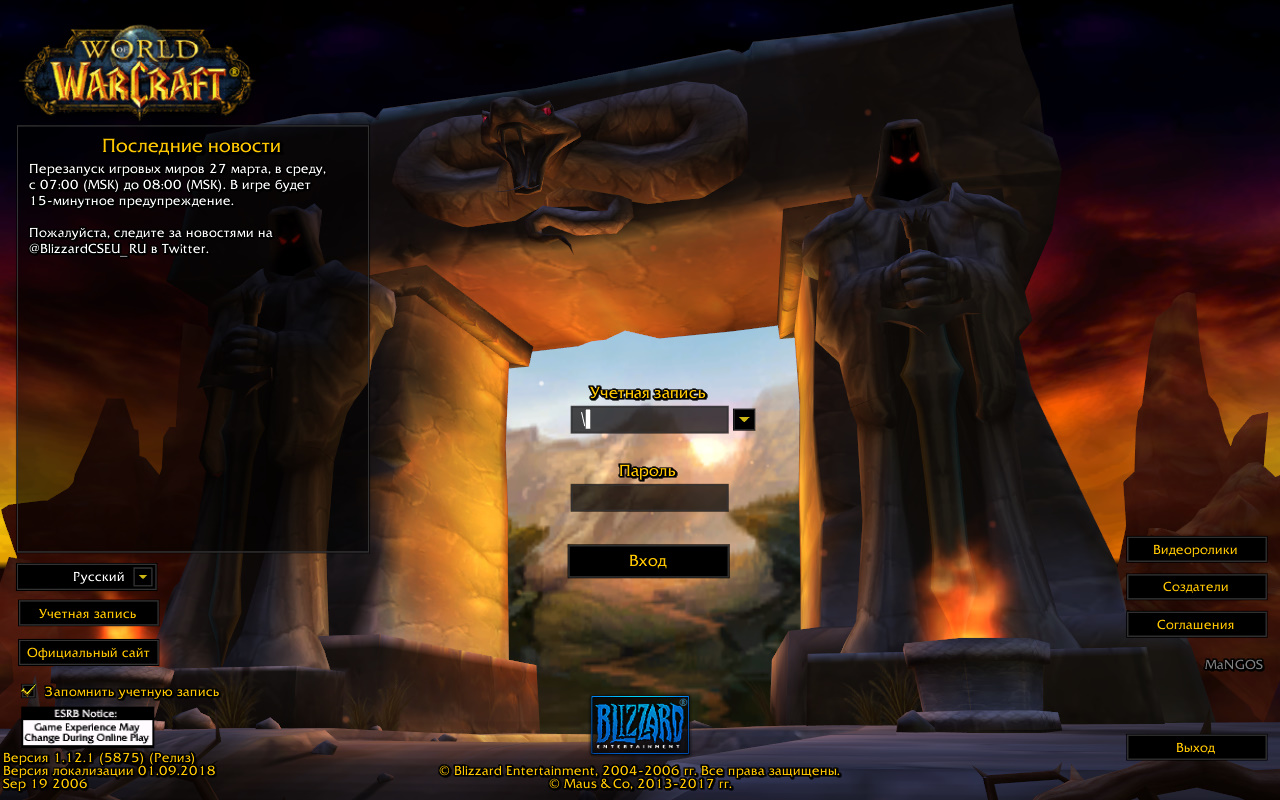 WORLD
OF
WARCRAFT®
Последние новости
Перезапуск игровых миров 27 марта, в среду,
с 07:00 (MSK) до 08:00 (MSK). В игре будет
15-минутное предупреждение.
Пожалуйста, следите за новостями на
@BlizzardCSEU_RU в Twitter.
Учетная запись
\
Пароль
Вход
Русский
Учетная запись
Официальный сайт
Запомнить учетную запись
ESRB Notice:
Game Experience May
Change During Online Play
Версия 1.12.1 (5875) (Релиз)
Версия локализации 01.09.2018
Sep 19 2006
BLIZZARD®
ENTERTAINMENT
© Blizzard Entertainment, 2004-2006 гг. Все права защищены.
© Maus & Co, 2013-2017 гг.
Видеоролики
Создатели
Соглашения
MaNGOS
Выход